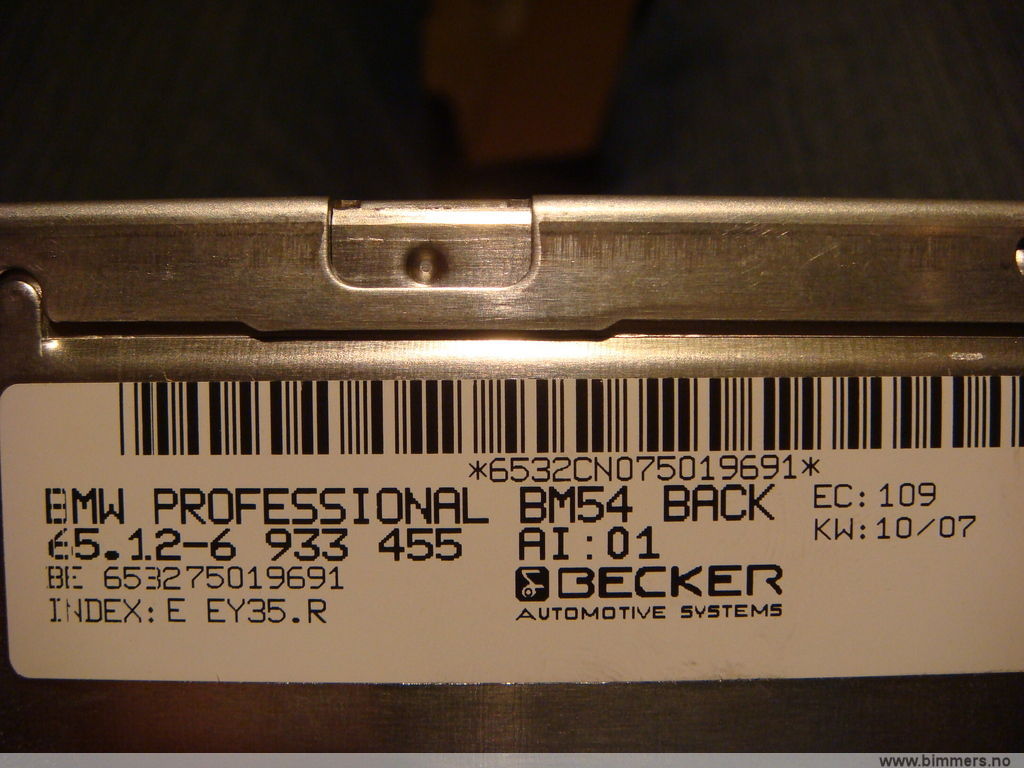 *6532CN075019691*
BMW PROFESSIONAL BM54 BACK
EC: 109
65.12-6 933 455 AI:01
KW: 10/07
BE 653275019691
BECKER
INDEX: E EY35.R
AUTOMOTIVE SYSTEMS
www.bimmers.no